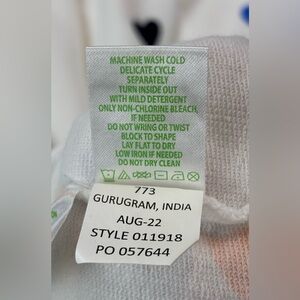 MACHINE WASH COLD
DELICATE CYCLE
SEPARATELY
TURN INSIDE OUT
WITH MILD DETERGENT
ONLY NON-CHLORINE BLEACH,
IF NEEDED
DO NOT WRING OR TWIST
BLOCK TO SHAPE
LAY FLAT TO DRY
LOW IRON IF NEEDED
DO NOT DRY CLEAN
773
GURUGRAM, INDIA
AUG-22
STYLE 011918
PO 057644